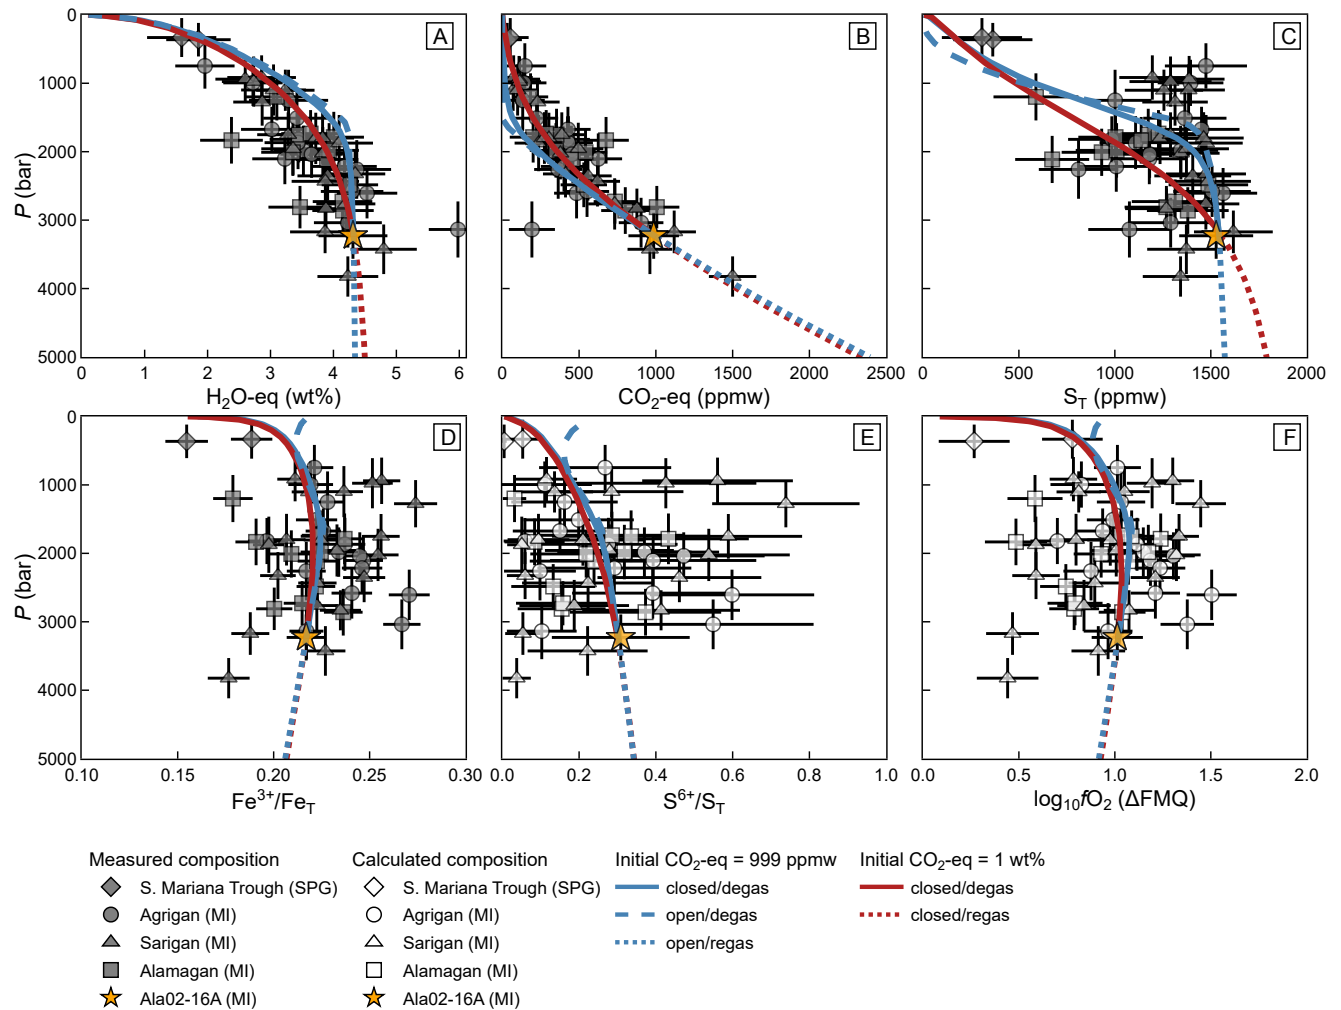 A
B
C
0
1000
2000
3000
4000
5000
P (bar)
0 1 2 3 4 5 6
0 500 1000 1500 2000 2500
0 500 1000 1500 2000
H₂O-eq (wt%)
CO₂-eq (ppmw)
S_T (ppmw)
D
E
F
0
1000
2000
3000
4000
5000
P (bar)
0.10 0.15 0.20 0.25 0.30
0.0 0.2 0.4 0.6 0.8 1.0
0.0 0.5 1.0 1.5 2.0
Fe³⁺/Fe_T
S⁶⁺/S_T
log₁₀fO₂ (ΔFMQ)
Measured composition
S. Mariana Trough (SPG)
Agrigan (MI)
Sarigan (MI)
Alamagan (MI)
Ala02-16A (MI)
Calculated composition
S. Mariana Trough (SPG)
Agrigan (MI)
Sarigan (MI)
Alamagan (MI)
Ala02-16A (MI)
Initial CO₂-eq = 999 ppmw
closed/degas
open/degas
open/regas
Initial CO₂-eq = 1 wt%
closed/degas
closed/regas